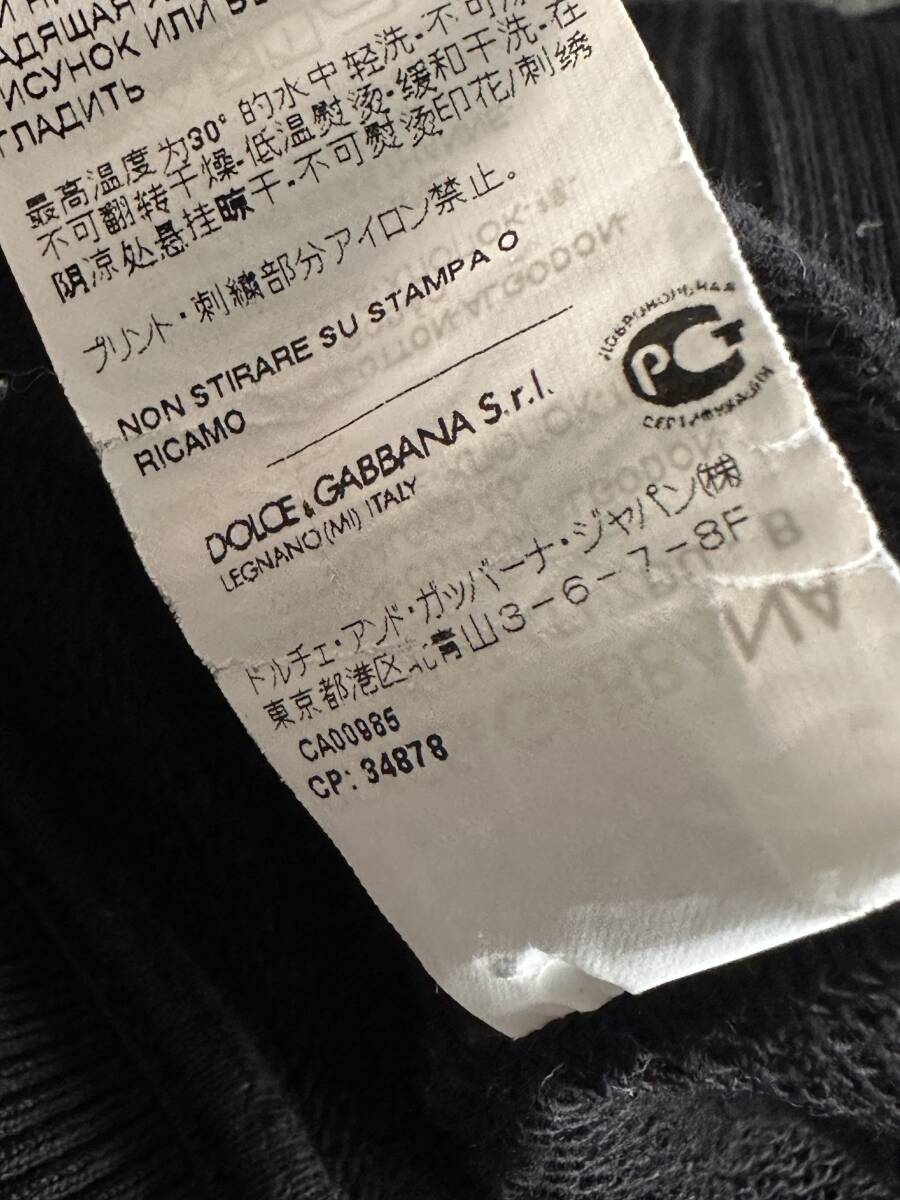 АДЯЩАЯ
ИСУНОК ИЛИ
ГЛАДИТЬ
最高温度为30°的水中轻洗-不可
不可翻转干燥-低温熨烫-缓和干洗-在
阴凉处悬挂晾干-不可熨烫印花/刺绣
プリント・刺繍部分アイロン禁止。
NON STIRARE SU STAMPA O
RICAMO
DOLCE & GABBANA S.r.l.
LEGNANO (MI) ITALY
PCT
ドルチェ・アンド・ガッバーナ・ジャパン(株)
東京都港区北青山3-6-7-8F
CA00985
CP: 34878